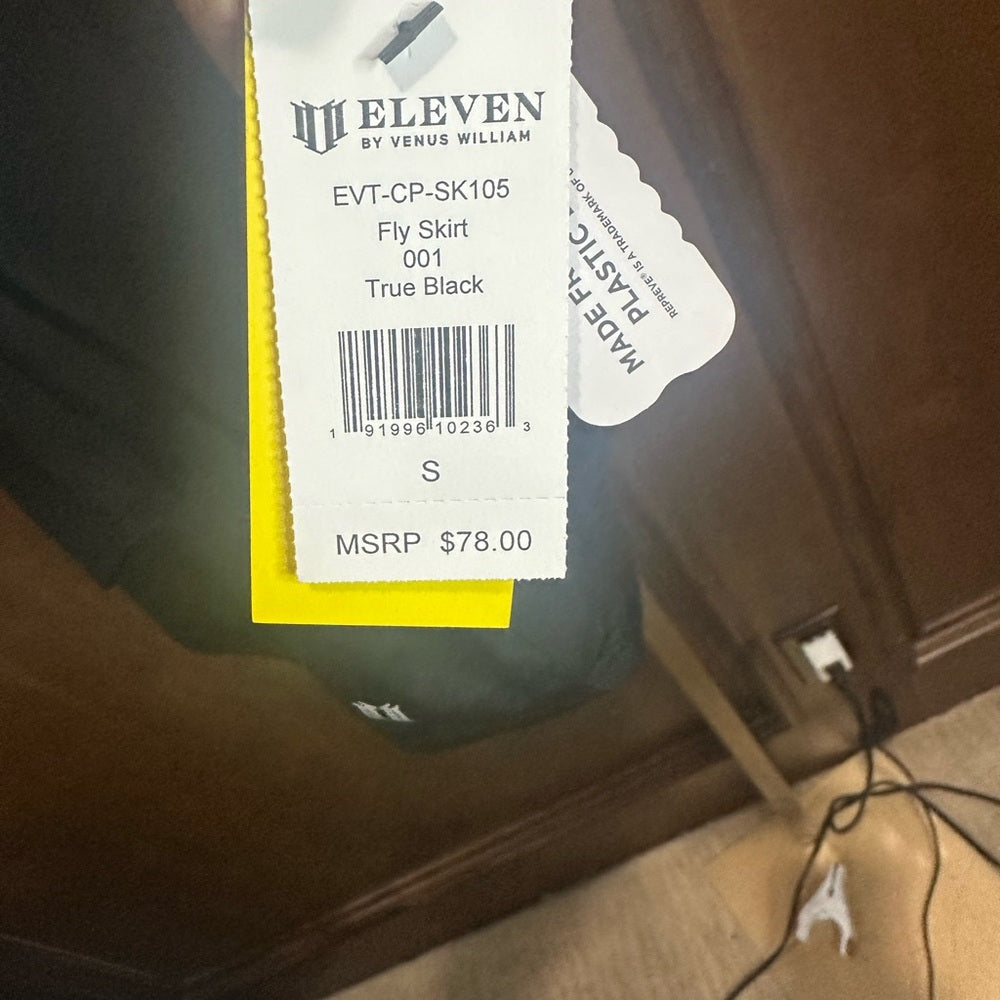 ELEVEN
BY VENUS WILLIAM
EVT-CP-SK105
Fly Skirt
001
True Black
1 91996 10236 3
S
MSRP $78.00
MADE
PLASTIC
REPREVE® IS A TRADEMARK OF